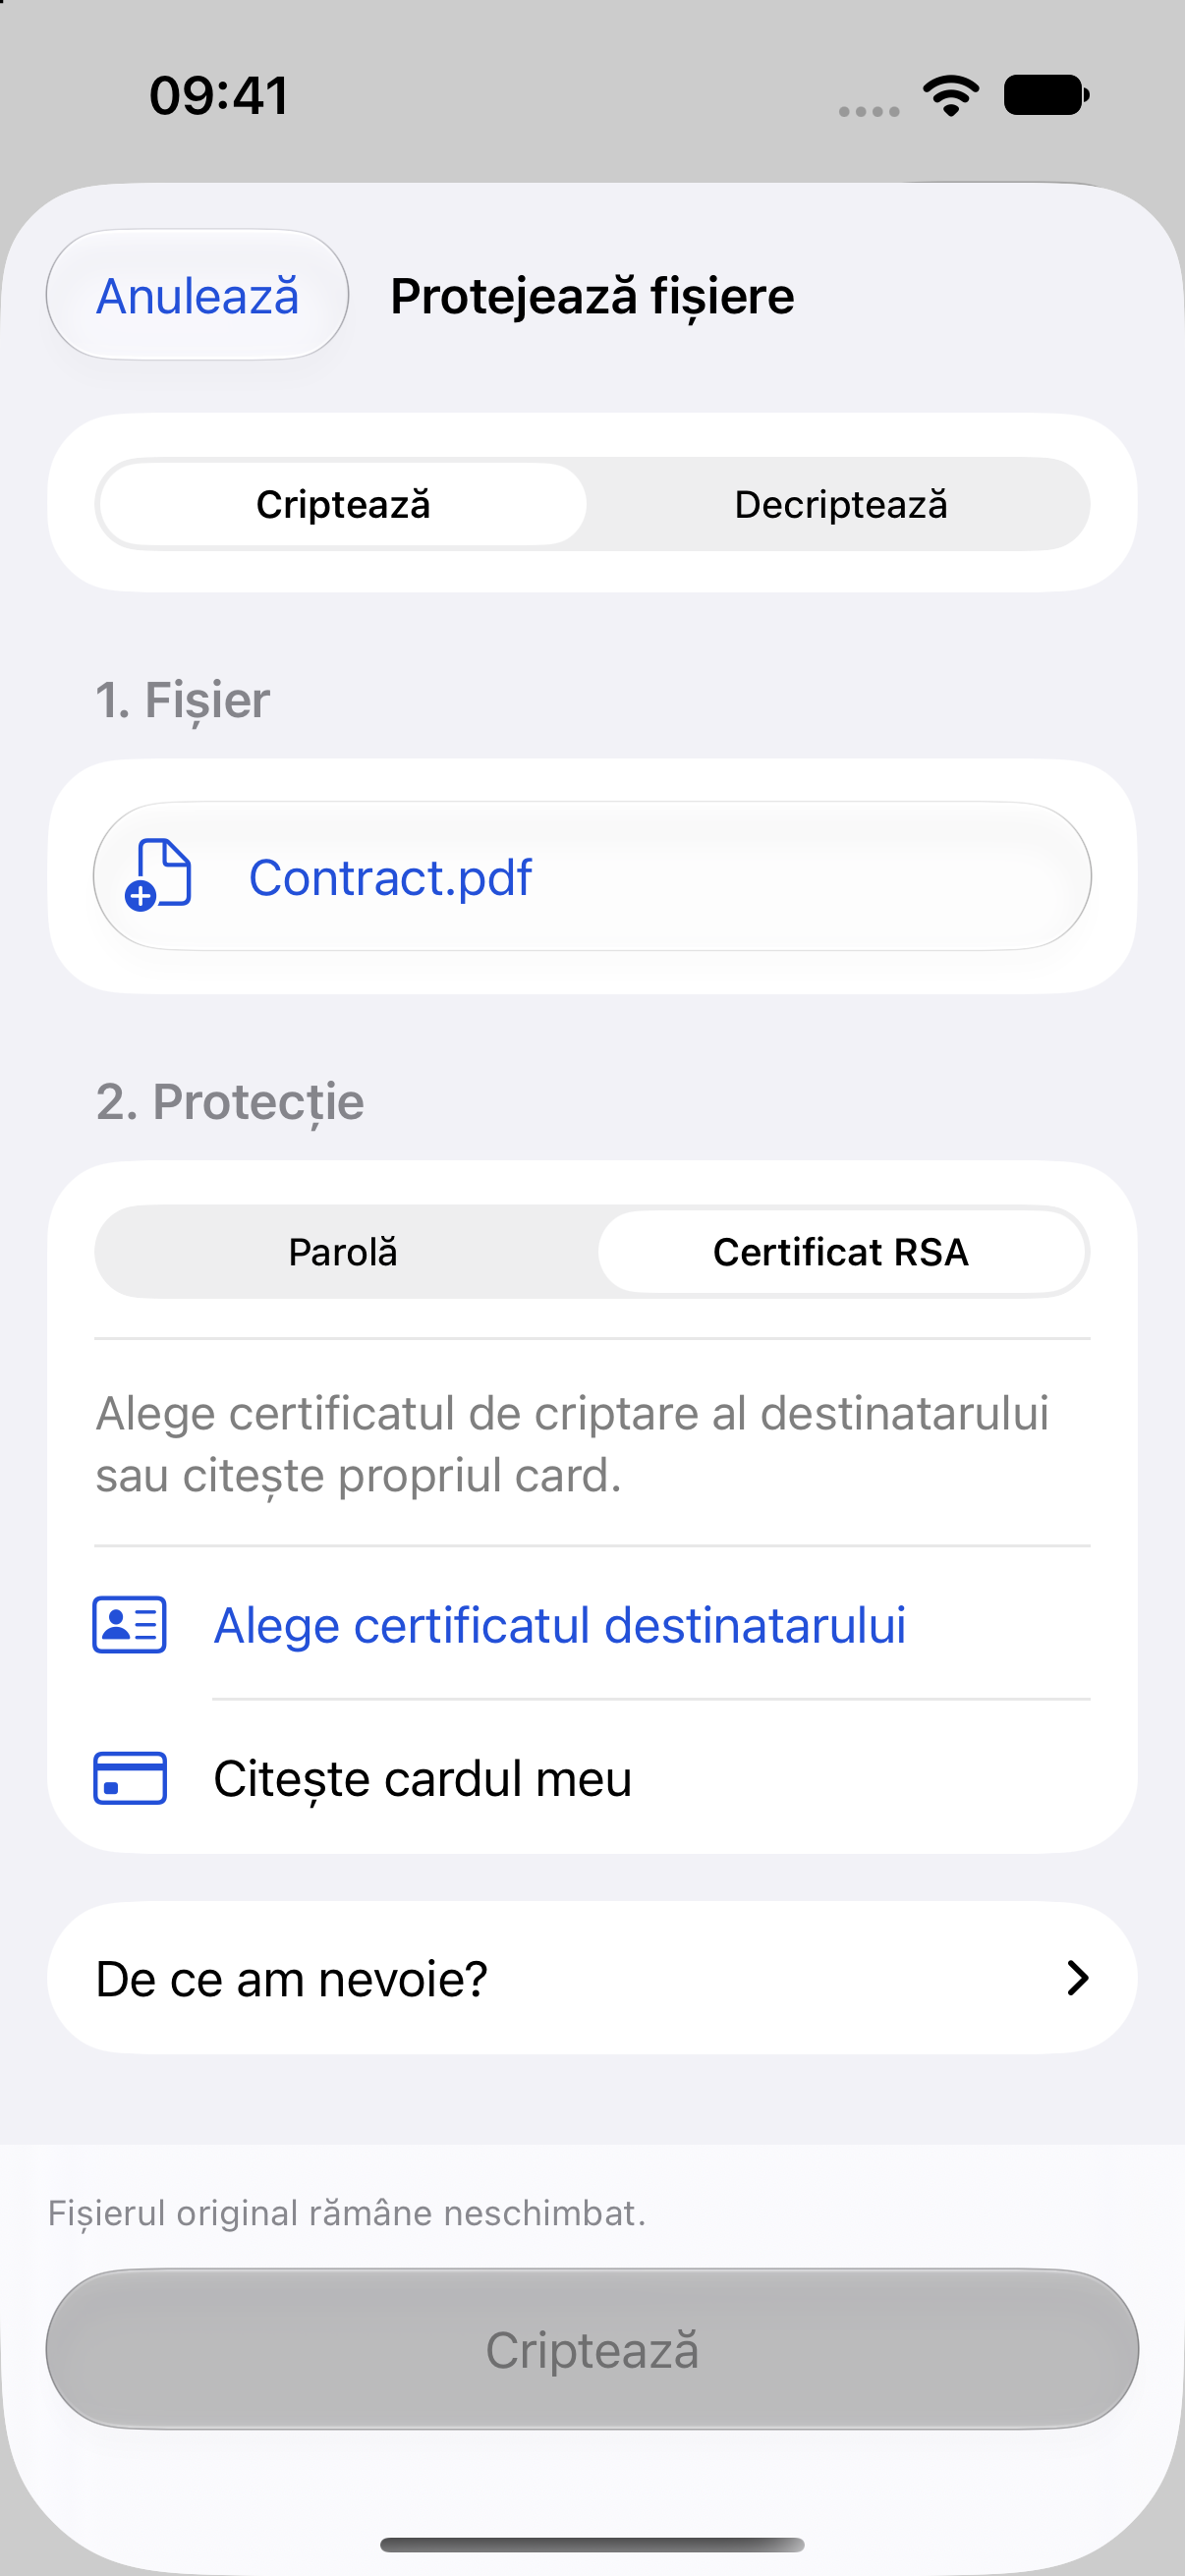 09:41
Anulează
Protejează fișiere
Criptează
Decriptează
1. Fișier
Contract.pdf
2. Protecție
Parolă
Certificat RSA
Alege certificatul de criptare al destinatarului
sau citește propriul card.
Alege certificatul destinatarului
Citește cardul meu
De ce am nevoie?
Fișierul original rămâne neschimbat.
Criptează